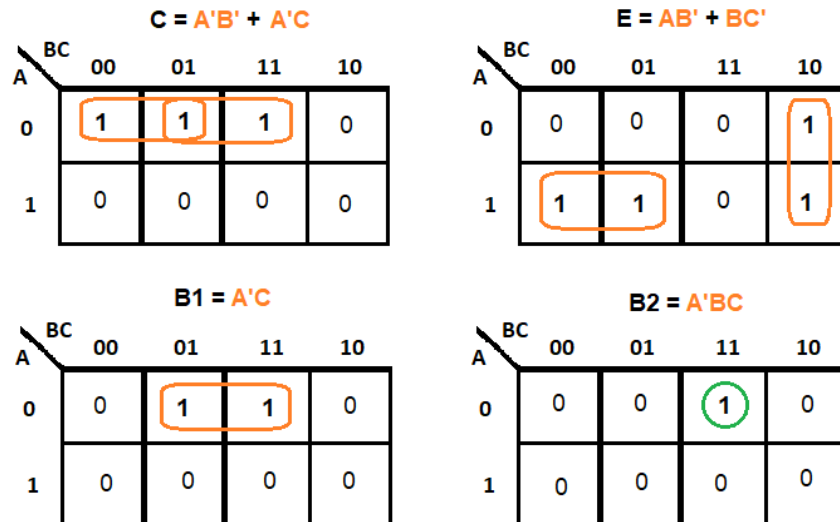 C = A'B' + A'C
BC
A
00 01 11 10
0 1 1 1 0
1 0 0 0 0
E = AB' + BC'
BC
A
00 01 11 10
0 0 0 0 1
1 1 1 0 1
B1 = A'C
BC
A
00 01 11 10
0 0 1 1 0
1 0 0 0 0
B2 = A'BC
BC
A
00 01 11 10
0 0 0 1 0
1 0 0 0 0